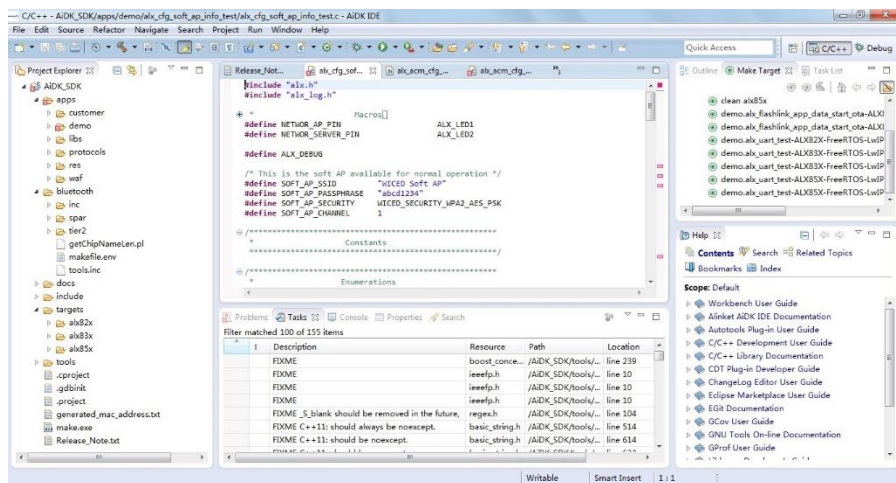 C/C++ - AiDK_SDK/apps/demo/alx_cfg_soft_ap_info_test/alx_cfg_soft_ap_info_test.c - AiDK IDE
File Edit Source Refactor Navigate Search Project Run Window Help
Quick Access
C/C++
Debug
Project Explorer
AiDK_SDK
apps
customer
demo
libs
protocols
res
waf
bluetooth
inc
spar
tier2
getChipNameLen.pl
makefile.env
tools.inc
docs
include
targets
alx82x
alx83x
alx85x
tools
.cproject
.gdbinit
.project
generated_mac_address.txt
make.exe
Release_Note.txt
Release_Not... alx_cfg_sof... alx_acm_cfg_... alx_acm_cfg_... »3
#include "alx.h"
#include "alx_log.h"
* Macros
#define NETWOR_AP_PIN ALX_LED1
#define NETWOR_SERVER_PIN ALX_LED2
#define ALX_DEBUG
/* This is the soft AP available for normal operation */
#define SOFT_AP_SSID "WICED Soft AP"
#define SOFT_AP_PASSPHRASE "abcd1234"
#define SOFT_AP_SECURITY WICED_SECURITY_WPA2_AES_PSK
#define SOFT_AP_CHANNEL 1
* Constants
* Enumerations
Problems Tasks Console Properties Search
Filter matched 100 of 155 items
! Description Resource Path Location
FIXME boost_conce... /AiDK_SDK/tools/... line 239
FIXME ieeefp.h /AiDK_SDK/tools/... line 10
FIXME ieeefp.h /AiDK_SDK/tools/... line 10
FIXME ieeefp.h /AiDK_SDK/tools/... line 10
FIXME _S_blank should be removed in the future, regex.h /AiDK_SDK/tools/... line 104
FIXME C++11: should always be noexcept. basic_string.h /AiDK_SDK/tools/... line 514
FIXME C++11: should be noexcept. basic_string.h /AiDK_SDK/tools/... line 614
Outline Make Target Task List
clean alx85x
demo.alx_flashlink_app_data_start_ota-ALX
demo.alx_flashlink_app_data_start_ota-ALX
demo.alx_uart_test-ALX82X-FreeRTOS-LwIP
demo.alx_uart_test-ALX83X-FreeRTOS-LwIP
demo.alx_uart_test-ALX85X-FreeRTOS-LwIP
demo.alx_uart_test-ALX85X-FreeRTOS-LwIP
Help
Contents Search Related Topics
Bookmarks Index
Scope: Default
Workbench User Guide
Alinket AiDK IDE Documentation
Autotools Plug-in User Guide
C/C++ Development User Guide
C/C++ Library Documentation
CDT Plug-in Developer Guide
ChangeLog Editor User Guide
Eclipse Marketplace User Guide
EGit Documentation
GCov User Guide
GNU Tools On-line Documentation
GProf User Guide
Writable Smart Insert 1 : 1